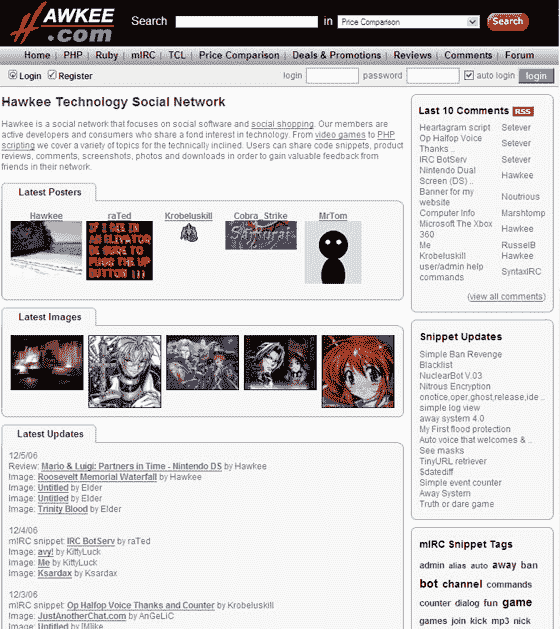 HAWKEE
.com
Search in Price Comparison Search
Home | PHP | Ruby | mIRC | TCL | Price Comparison | Deals & Promotions | Reviews | Comments | Forum
Login Register login password auto login login
Hawkee Technology Social Network
Hawkee is a social network that focuses on social software and social shopping. Our members are
active developers and consumers who share a fond interest in technology. From video games to PHP
scripting we cover a variety of topics for the technically inclined. Users can share code snippets, product
reviews, comments, screenshots, photos and downloads in order to gain valuable feedback from
friends in their network.
Latest Posters
Hawkee raTed Krobeluskill Cobra_Strike MrTom
IF I SEE IN
AN ELIVATOR
BE SURE TO
PUSH THE UP
BUTTON !!!
Samurai
Latest Images
Latest Updates
12/5/06
Review: Mario & Luigi: Partners in Time - Nintendo DS by Hawkee
Image: Roosevelt Memorial Waterfall by Hawkee
Image: Untitled by Elder
Image: Untitled by Elder
Image: Trinity Blood by Elder
12/4/06
mIRC snippet: IRC BotServ by raTed
Image: avy! by KittyLuck
Image: Me by KittyLuck
Image: Ksardax by Ksardax
12/3/06
mIRC snippet: Op Halfop Voice Thanks and Counter by Krobeluskill
Image: JustAnotherChat.com by AnGeLiC
Image: Untitled by
Last 10 Comments RSS
Heartagram script Setever
Op Halfop Voice
Thanks .. Setever
IRC BotServ Setever
Nintendo Dual
Screen (DS) .. Hawkee
Banner for my
website Noutrious
Computer Info Marshtomp
Microsoft The Xbox
360 Hawkee
Me RusselB
Krobeluskill Hawkee
user/admin help
commands SyntaxIRC
(view all comments)
Snippet Updates
Simple Ban Revenge
Blacklist
NuclearBot V.03
Nitrous Encryption
onotice,oper,ghost,release,ide ..
simple log view
away system 4.0
My First flood protection
Auto voice that welcomes & ..
See masks
TinyURL retriever
$datediff
Simple event counter
Away System
Truth or dare game
mIRC Snippet Tags
admin alias auto away ban
bot channel commands
counter dialog fun game
games join kick mp3 nick